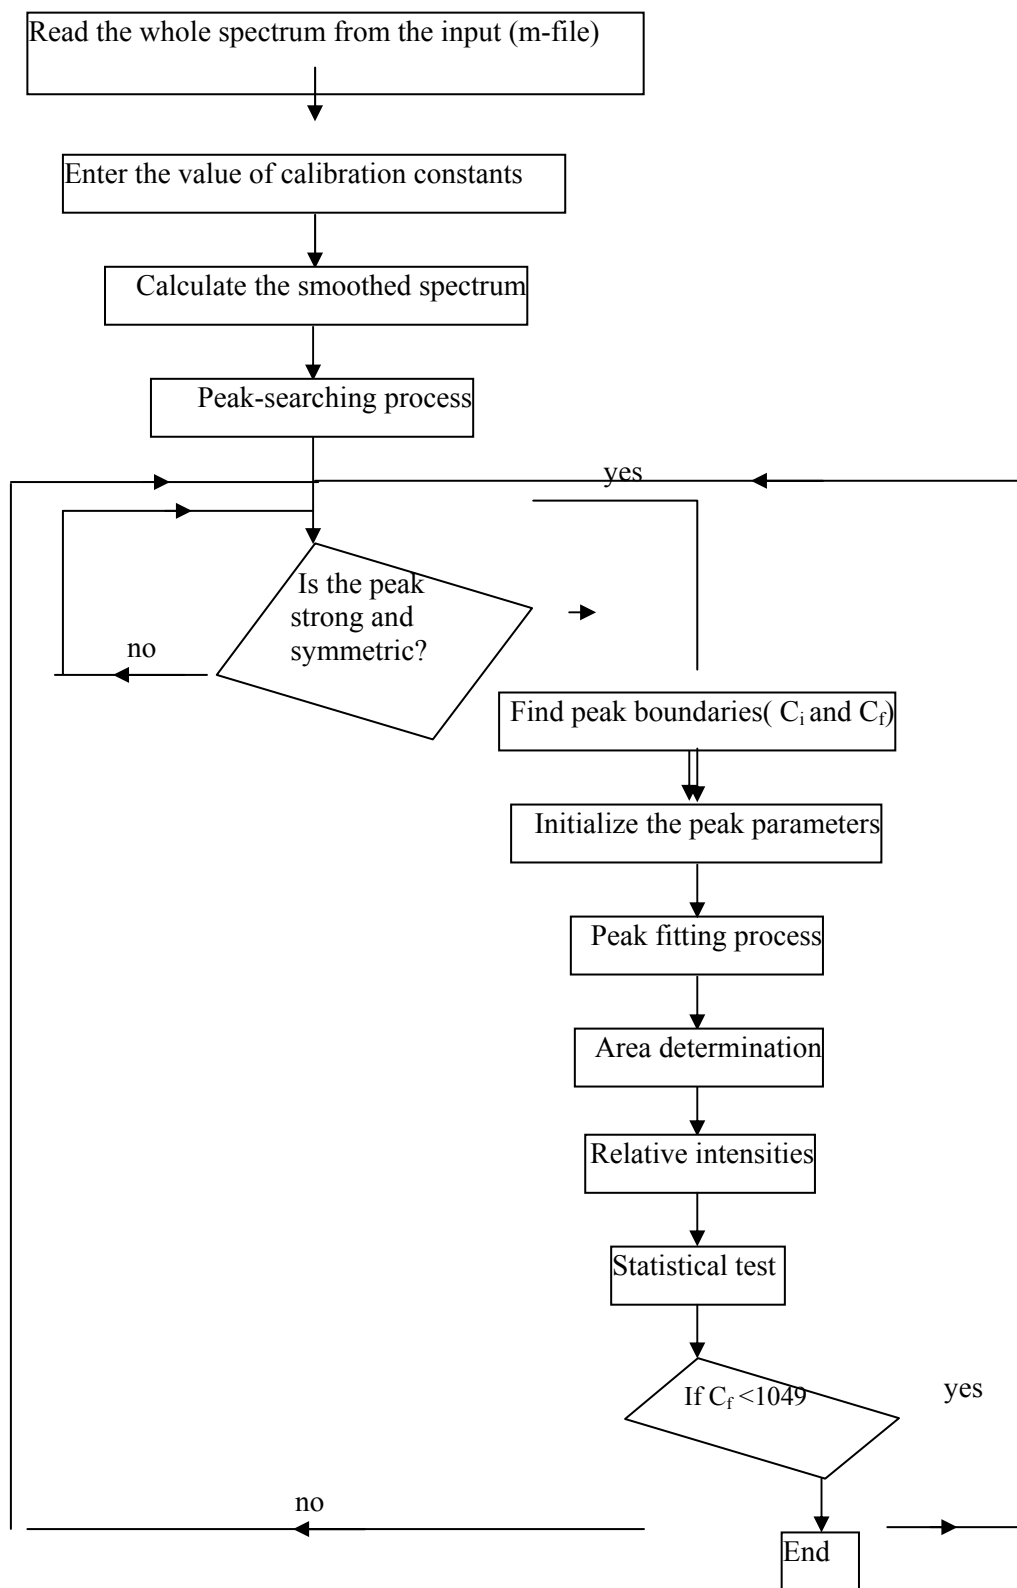 Read the whole spectrum from the input (m-file)
Enter the value of calibration constants
Calculate the smoothed spectrum
Peak-searching process
yes
Is the peak
strong and
symmetric?
no
Find peak boundaries( Ci and Cf)
Initialize the peak parameters
Peak fitting process
Area determination
Relative intensities
Statistical test
If Cf <1049
yes
no
End